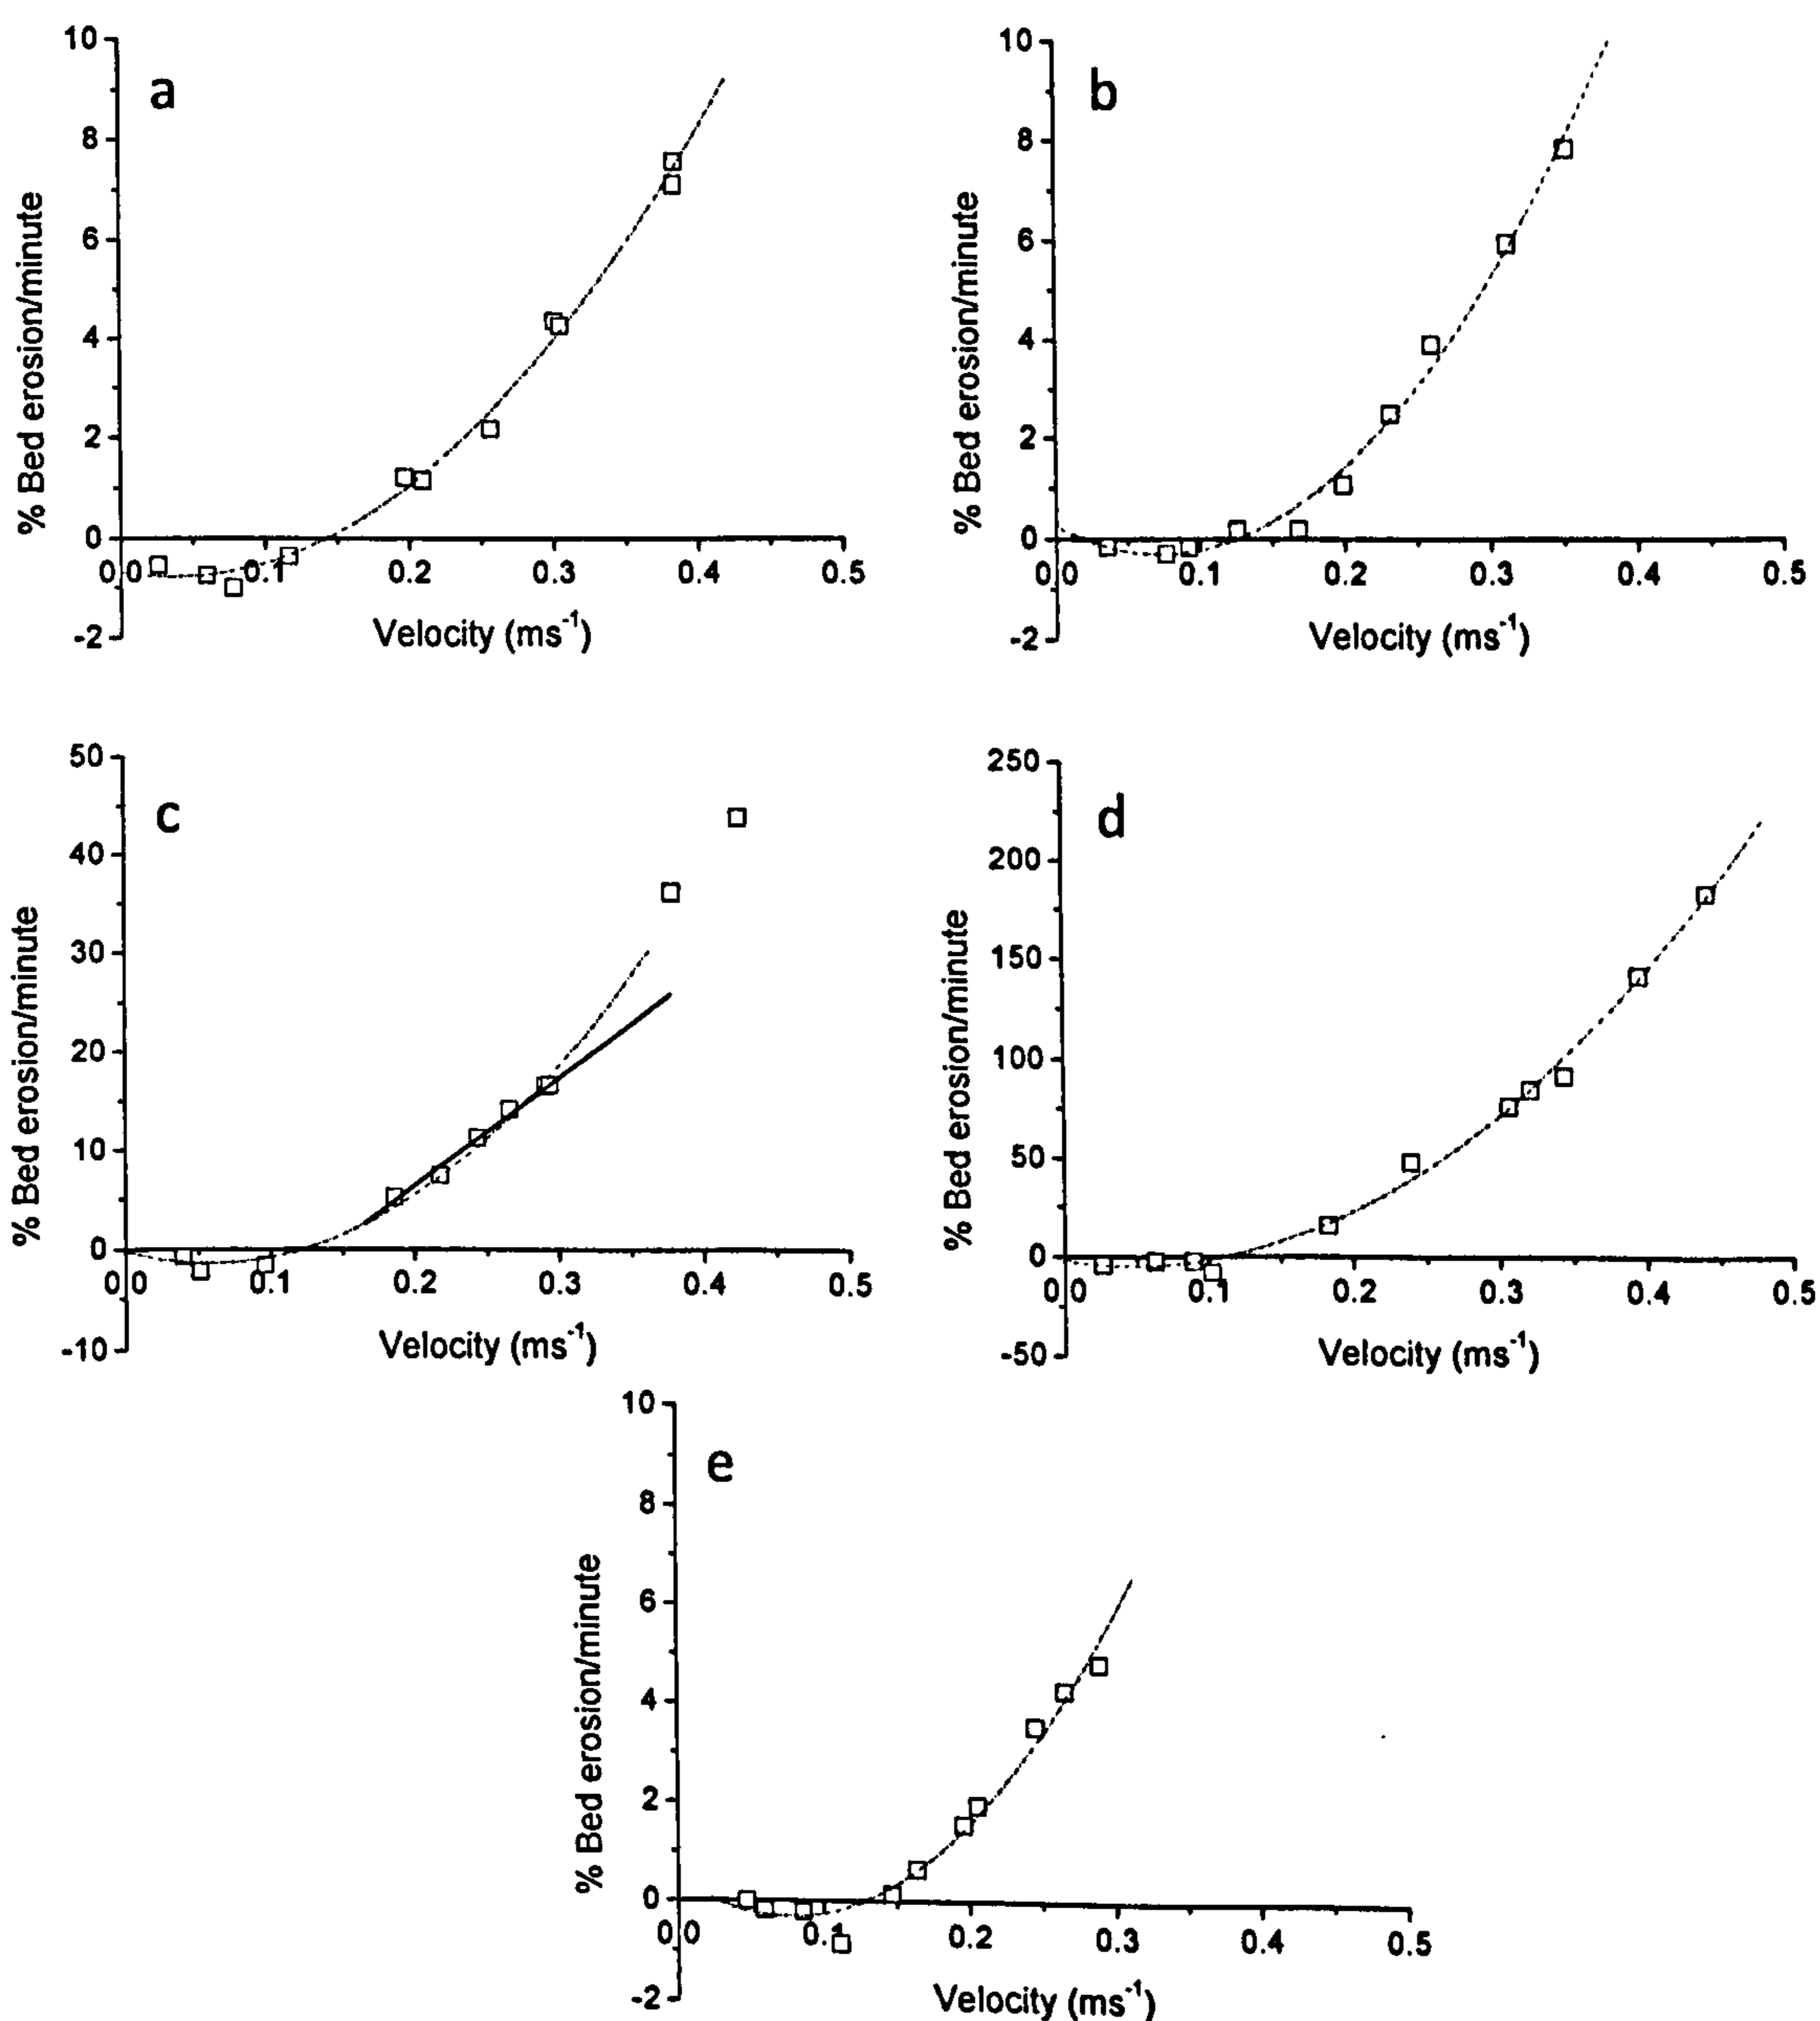 a
% Bed erosion/minute
10
8
6
4
2
0
-2
0.0 0.1 0.2 0.3 0.4 0.5
Velocity (ms-1)
b
% Bed erosion/minute
10
8
6
4
2
0
-2
0.0 0.1 0.2 0.3 0.4 0.5
Velocity (ms-1)
c
% Bed erosion/minute
50
40
30
20
10
0
-10
0.0 0.1 0.2 0.3 0.4 0.5
Velocity (ms-1)
d
% Bed erosion/minute
250
200
150
100
50
0
-50
0.0 0.1 0.2 0.3 0.4 0.5
Velocity (ms-1)
e
% Bed erosion/minute
10
8
6
4
2
0
-2
0.0 0.1 0.2 0.3 0.4 0.5
Velocity (ms-1)